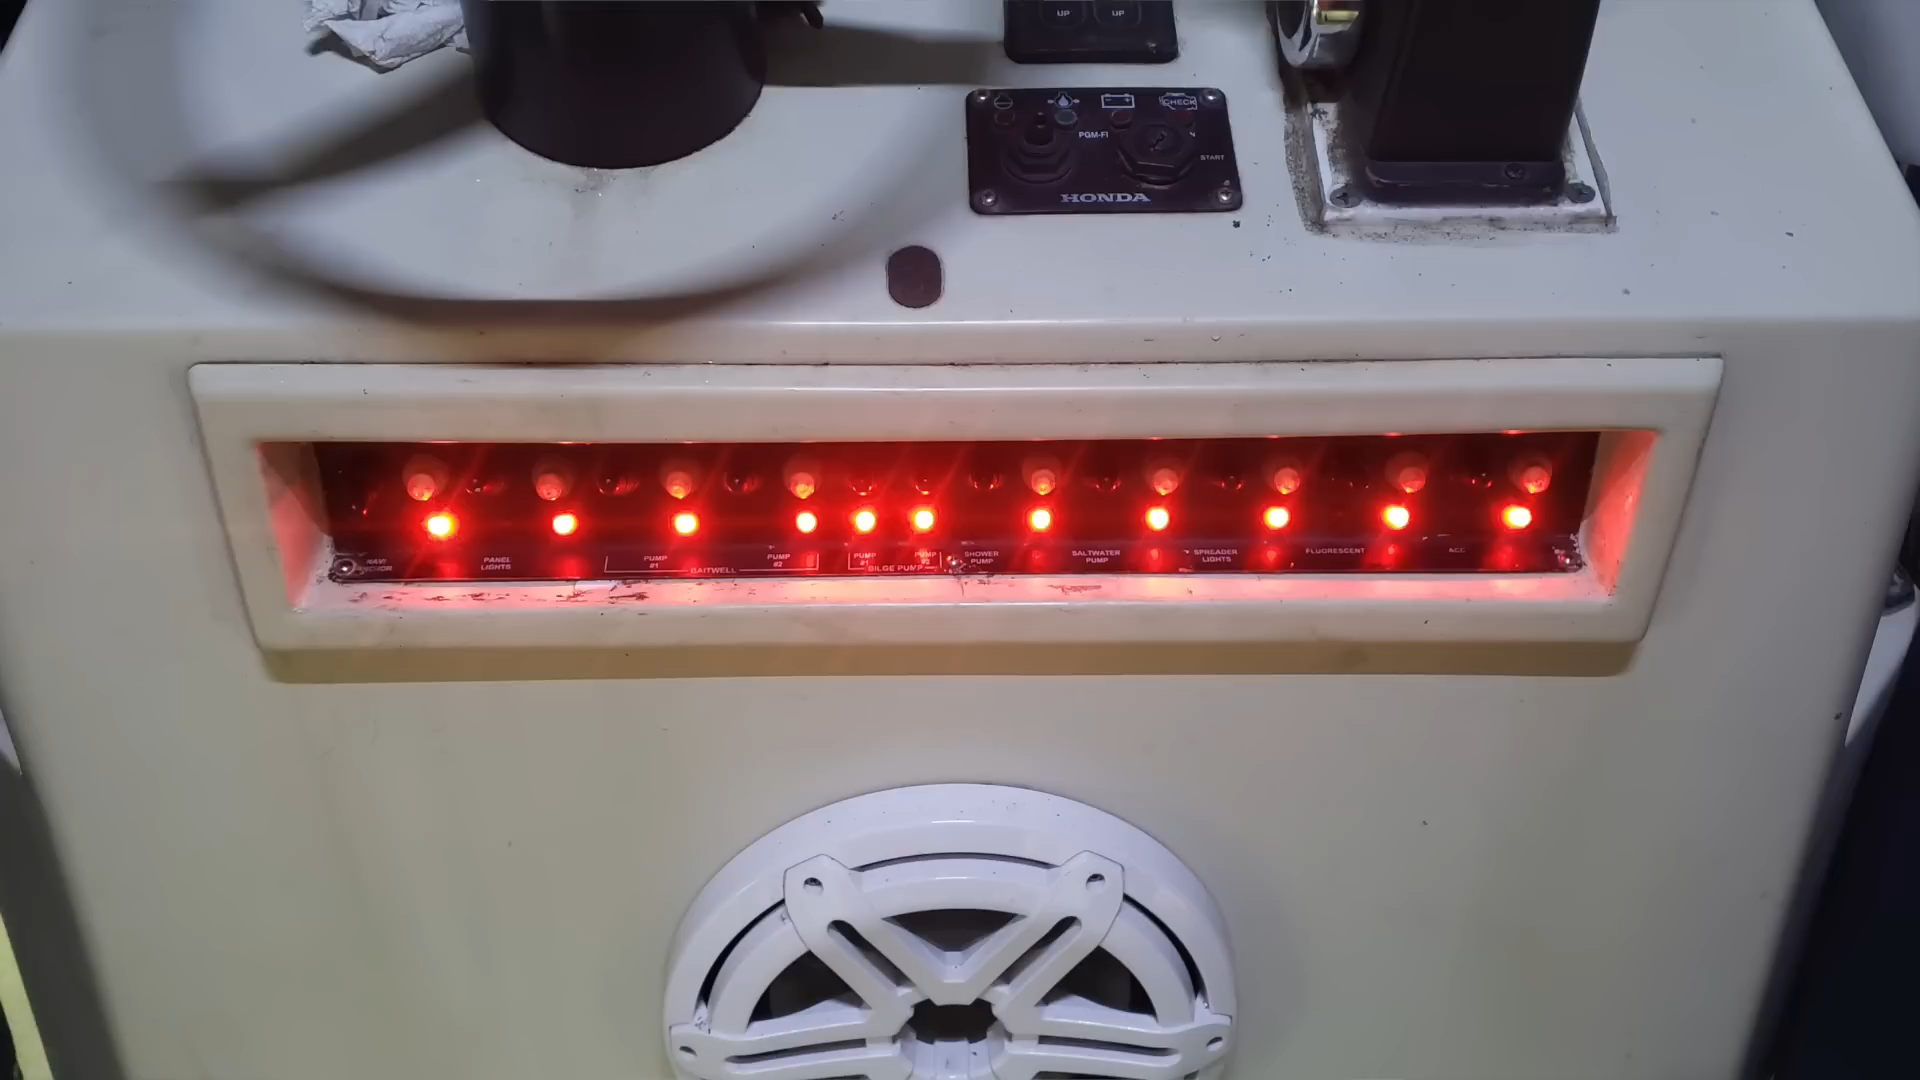 UP UP
CHECK
PGM-FI
START
HONDA
PANEL
LIGHTS
PUMP
#1
PUMP
#2
BAITWELL
PUMP
#1
PUMP
BILGE PUMP
SHOWER
PUMP
SALTWATER
PUMP
SPREADER
LIGHTS
FLUORESCENT
ACC